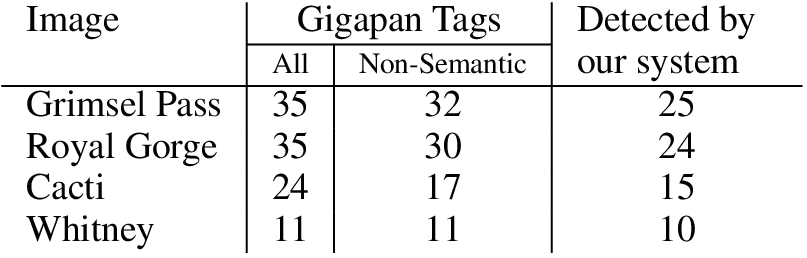 Image Gigapan Tags Detected by
All Non-Semantic our system
Grimsel Pass 35 32 25
Royal Gorge 35 30 24
Cacti 24 17 15
Whitney 11 11 10